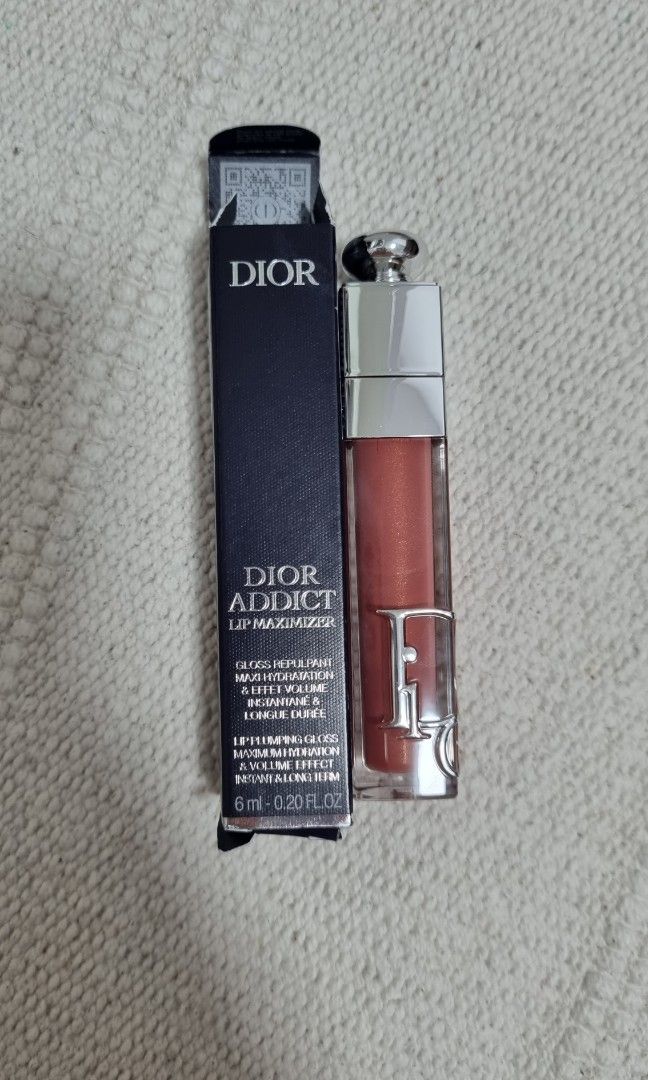 DIOR
DIOR
ADDICT
LIP MAXIMIZER
GLOSS REPULPANT
MAXI HYDRATATION
& EFFET VOLUME
INSTANTANÉ &
LONGUE DURÉE
LIP PLUMPING GLOSS
MAXIMUM HYDRATION
& VOLUME EFFECT
INSTANT & LONG TERM
6 ml - 0.20 FL.OZ